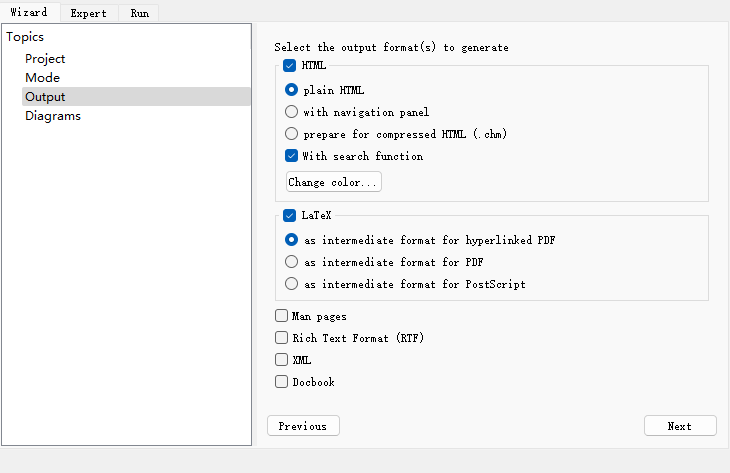 Wizard Expert Run
Topics
Project
Mode
Output
Diagrams
Select the output format(s) to generate
HTML
plain HTML
with navigation panel
prepare for compressed HTML (.chm)
With search function
Change color...
LaTeX
as intermediate format for hyperlinked PDF
as intermediate format for PDF
as intermediate format for PostScript
Man pages
Rich Text Format (RTF)
XML
Docbook
Previous Next